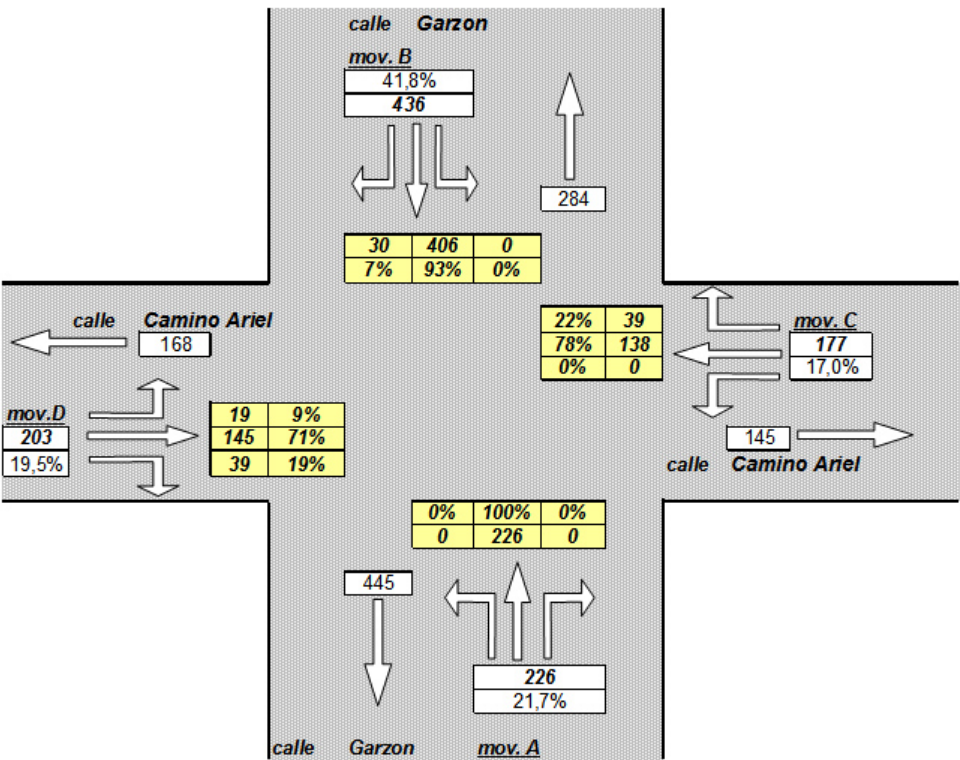 calle Garzon
mov. B
41,8%
436
284
30 406 0
7% 93% 0%
calle Camino Ariel
168
22% 39
78% 138
0% 0
mov. C
177
17,0%
mov.D
203
19,5%
19 9%
145 71%
39 19%
145
calle Camino Ariel
0% 100% 0%
0 226 0
445
226
21,7%
calle Garzon mov. A